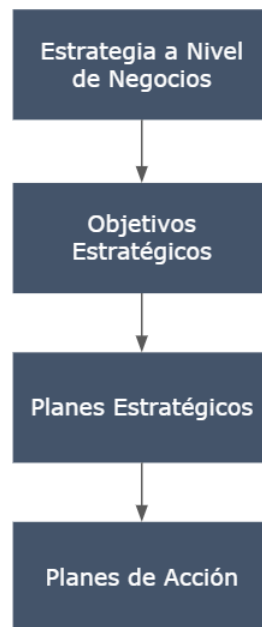 Estrategia a Nivel
de Negocios
Objetivos
Estratégicos
Planes Estratégicos
Planes de Acción